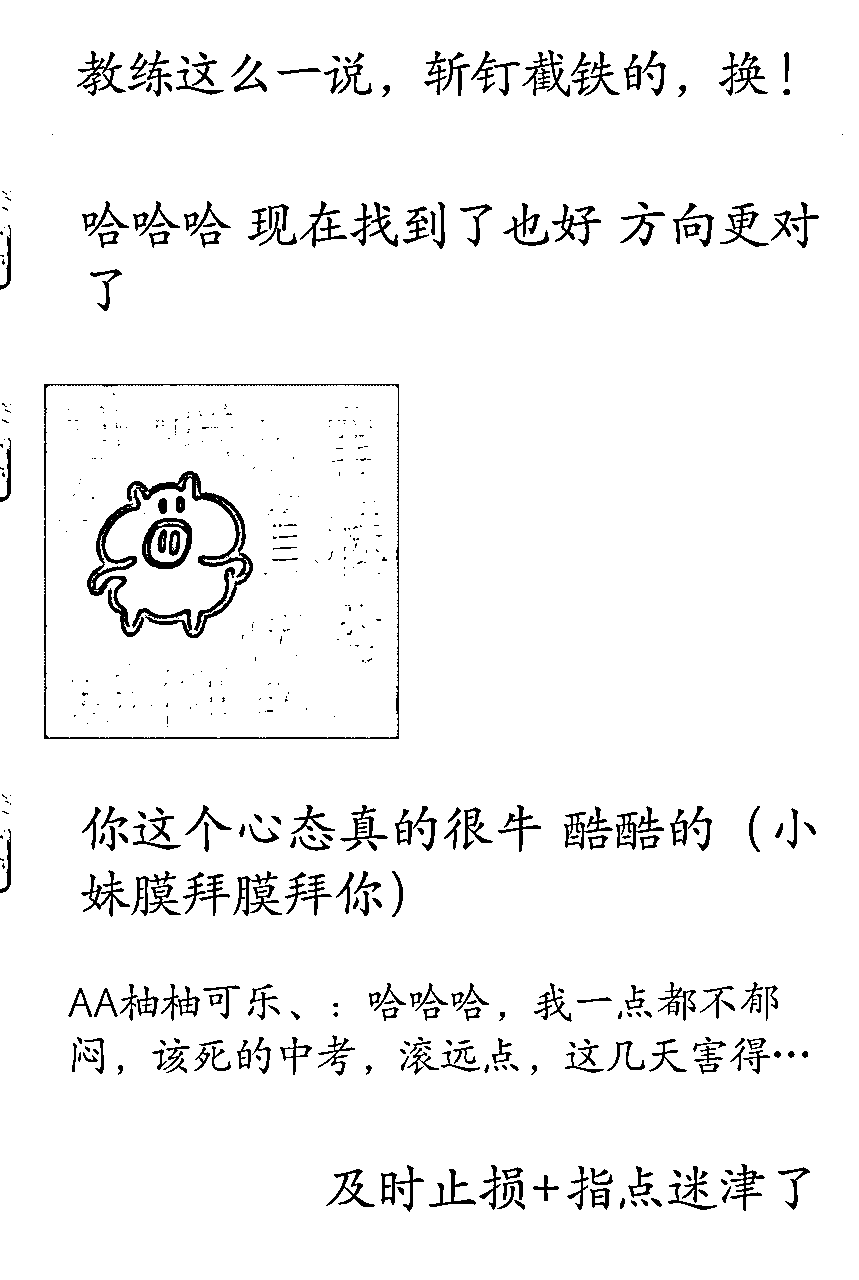 教练这么一说，斩钉截铁的，换！
哈哈哈 现在找到了也好 方向更对
了
你这个心态真的很牛 酷酷的（小
妹膜拜膜拜你）
AA柚柚可乐、：哈哈哈，我一点都不郁
闷，该死的中考，滚远点，这几天害得…
及时止损+指点迷津了